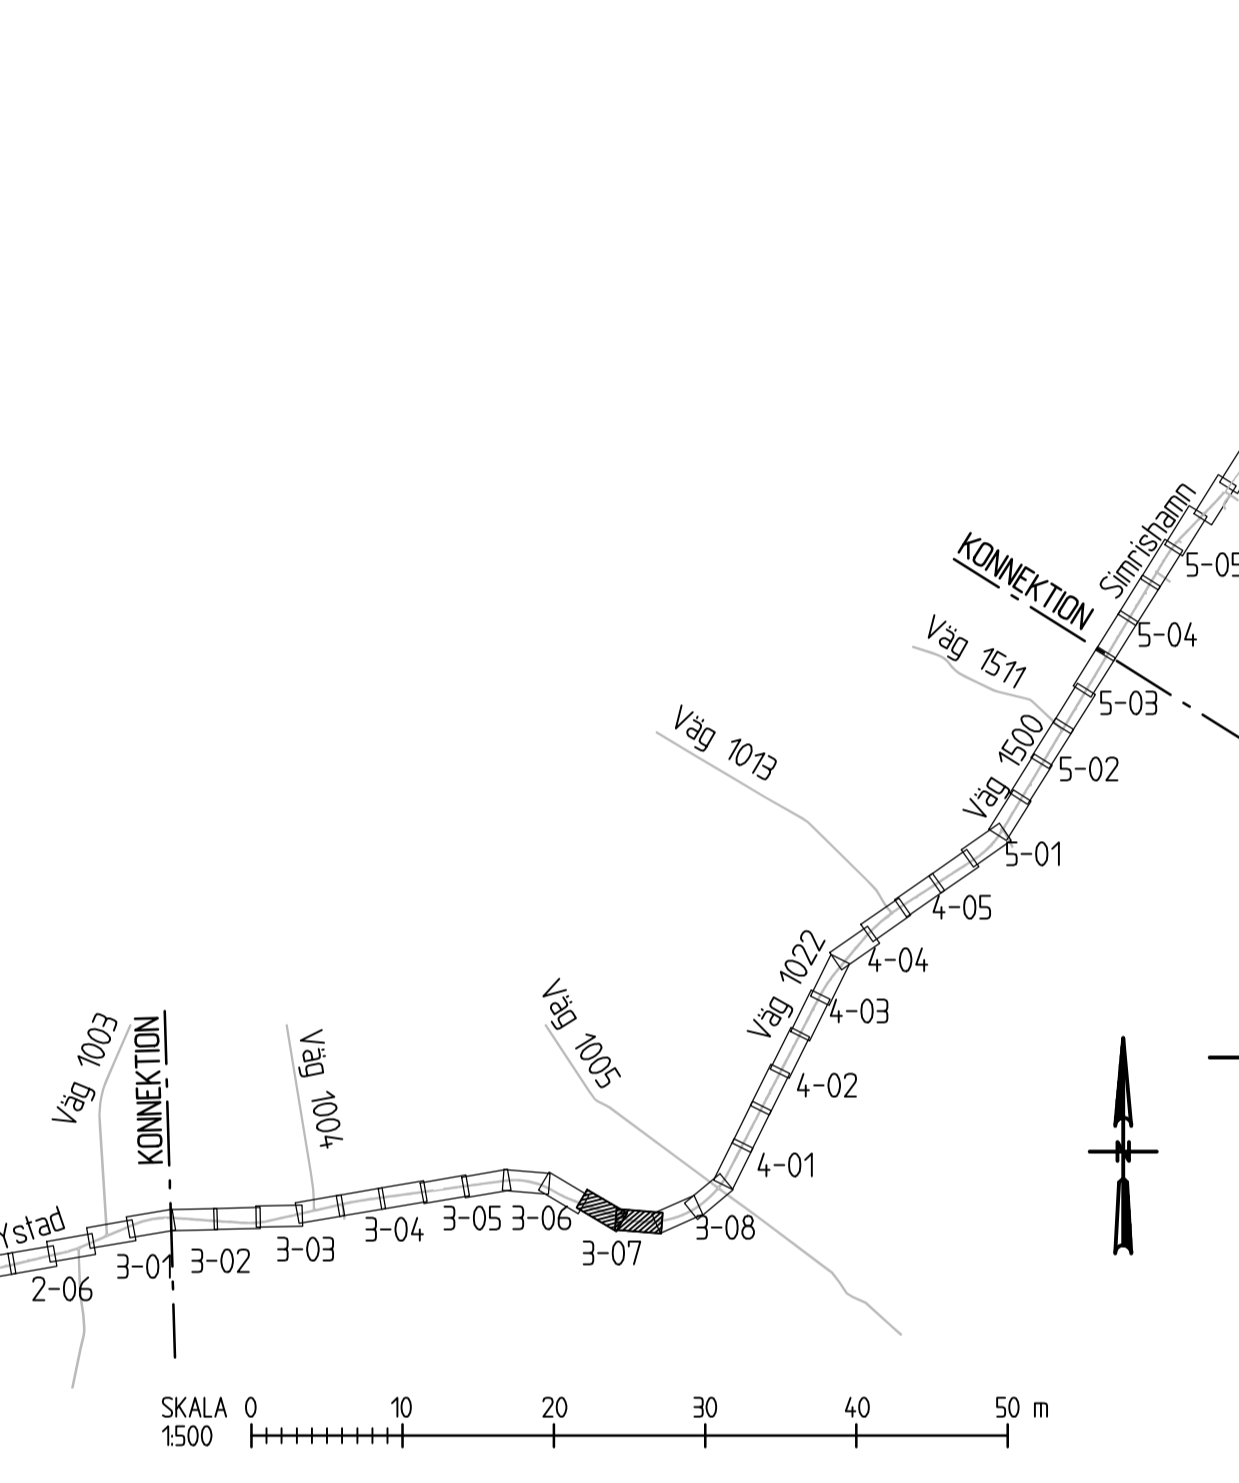 Simrishamn
KONNEKTION
5-05
5-04
Väg 1511
5-03
Väg 1013
Väg 1500
5-02
5-01
4-05
Väg 1022
4-04
4-03
Väg 1005
Väg 1003
KONNEKTION
Väg 1004
4-02
N
4-01
Ystad
3-04
3-05
3-06
3-08
2-06
3-01
3-02
3-03
3-07
SKALA 0 10 20 30 40 50 m
1:500